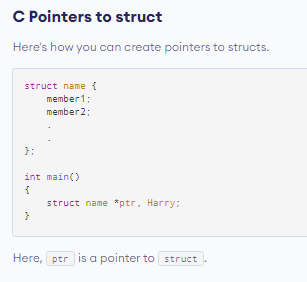 C Pointers to struct
Here's how you can create pointers to structs.
struct name {
    member1;
    member2;
    .
    .
};
int main()
{
    struct name *ptr, Harry;
}
Here, ptr is a pointer to struct.